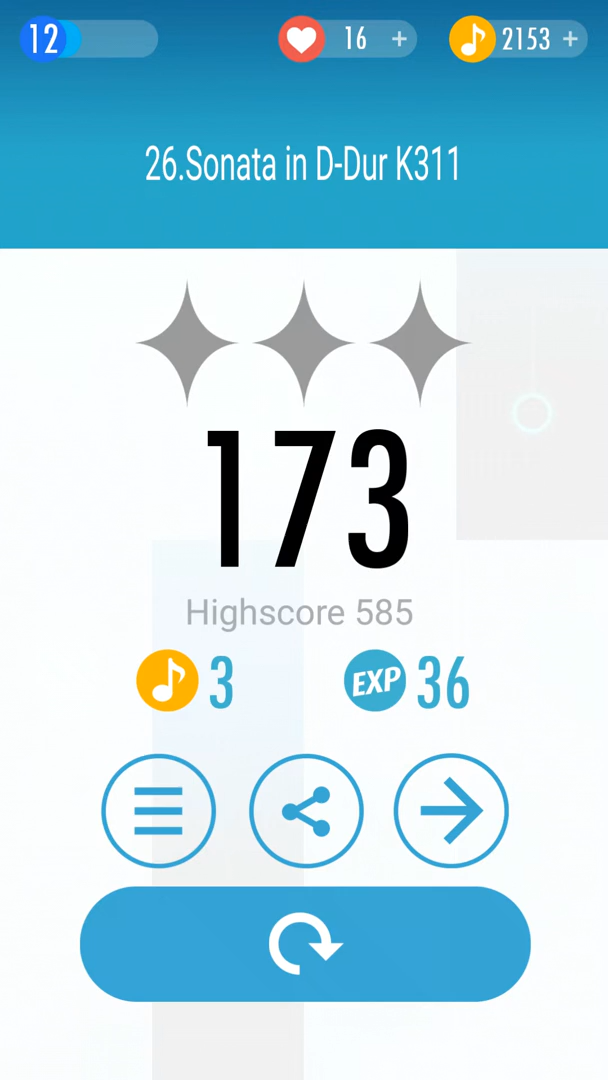 12
16 +
2153 +
26.Sonata in D-Dur K311
173
Highscore 585
3
EXP 36